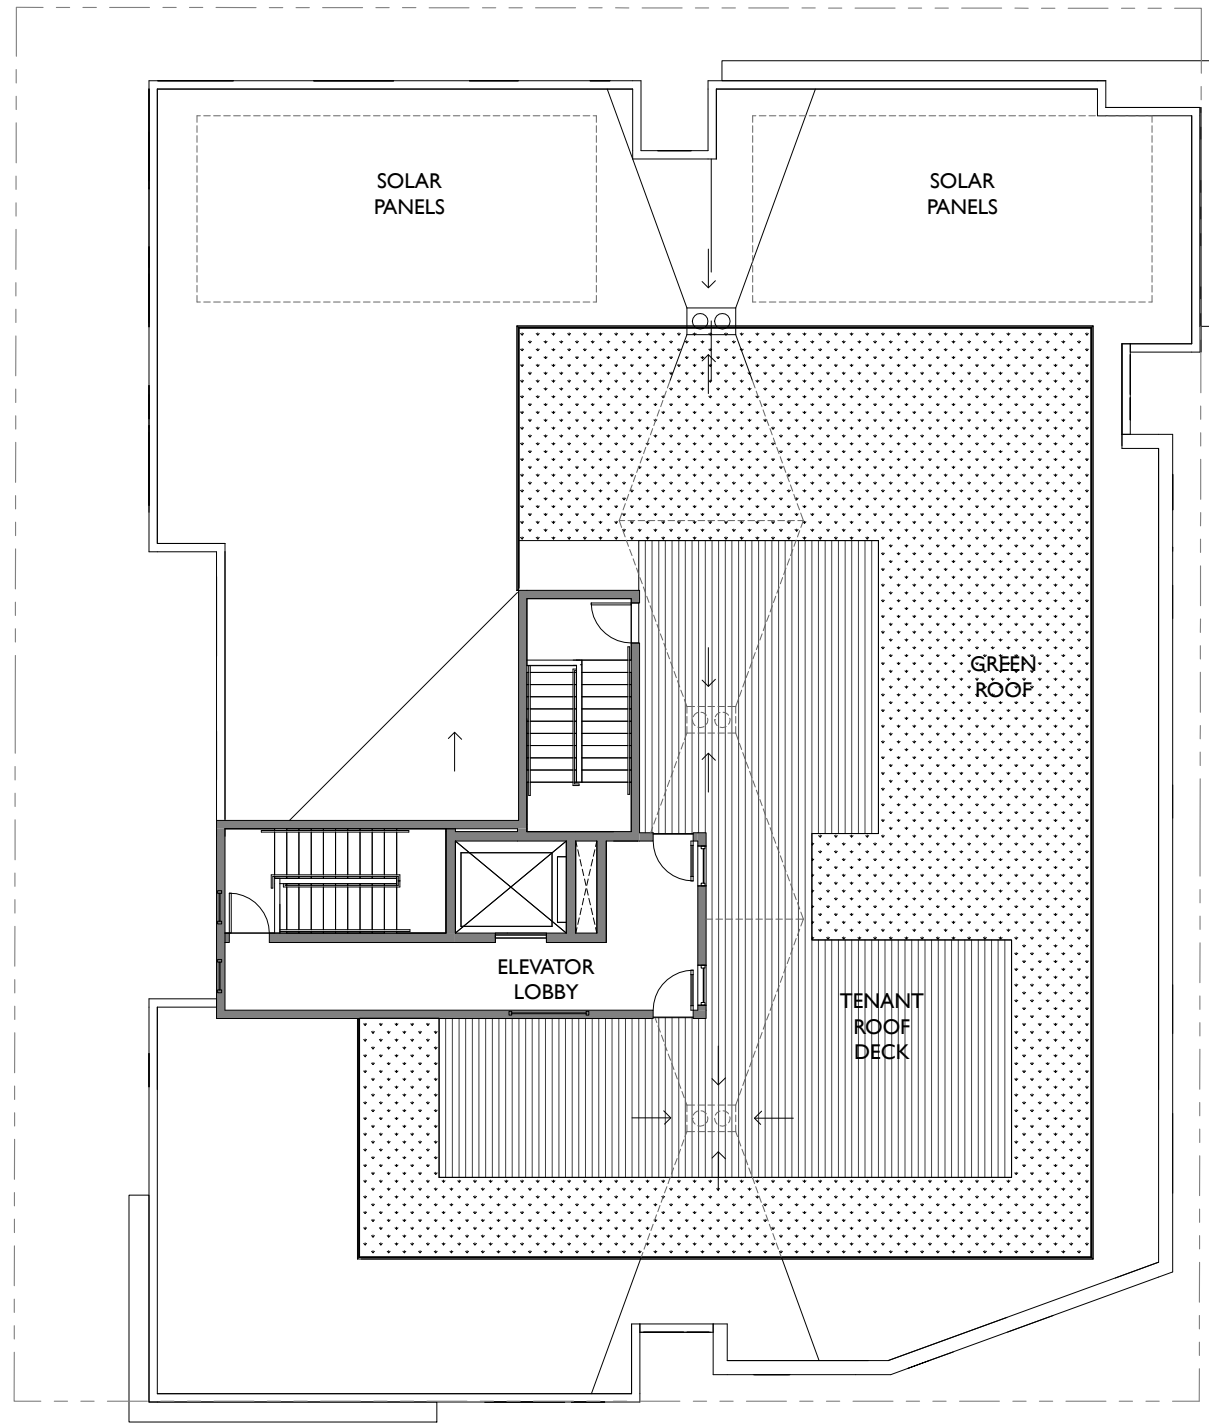 SOLAR
PANELS
SOLAR
PANELS
GREEN
ROOF
ELEVATOR
LOBBY
TENANT
ROOF
DECK